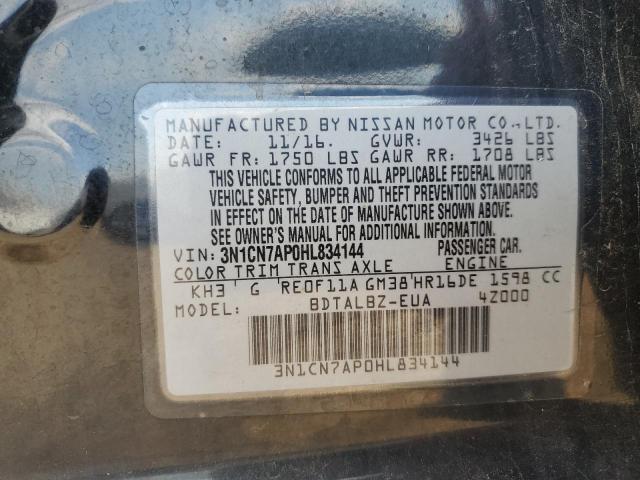 MANUFACTURED BY NISSAN MOTOR CO.,LTD.
DATE: 11/16. GVWR: 3426 LBS
GAWR FR: 1750 LBS GAWR RR: 1708 LBS
THIS VEHICLE CONFORMS TO ALL APPLICABLE FEDERAL MOTOR
VEHICLE SAFETY, BUMPER AND THEFT PREVENTION STANDARDS
IN EFFECT ON THE DATE OF MANUFACTURE SHOWN ABOVE.
SEE OWNER'S MANUAL FOR ADDITIONAL INFORMATION.
VIN: 3N1CN7AP0HL834144 PASSENGER CAR.
COLOR TRIM TRANS AXLE ENGINE
KH3 G RE0F11A GM38 HR16DE 1598 CC
MODEL: BDTALBZ-EUA 4Z000
3N1CN7AP0HL834144